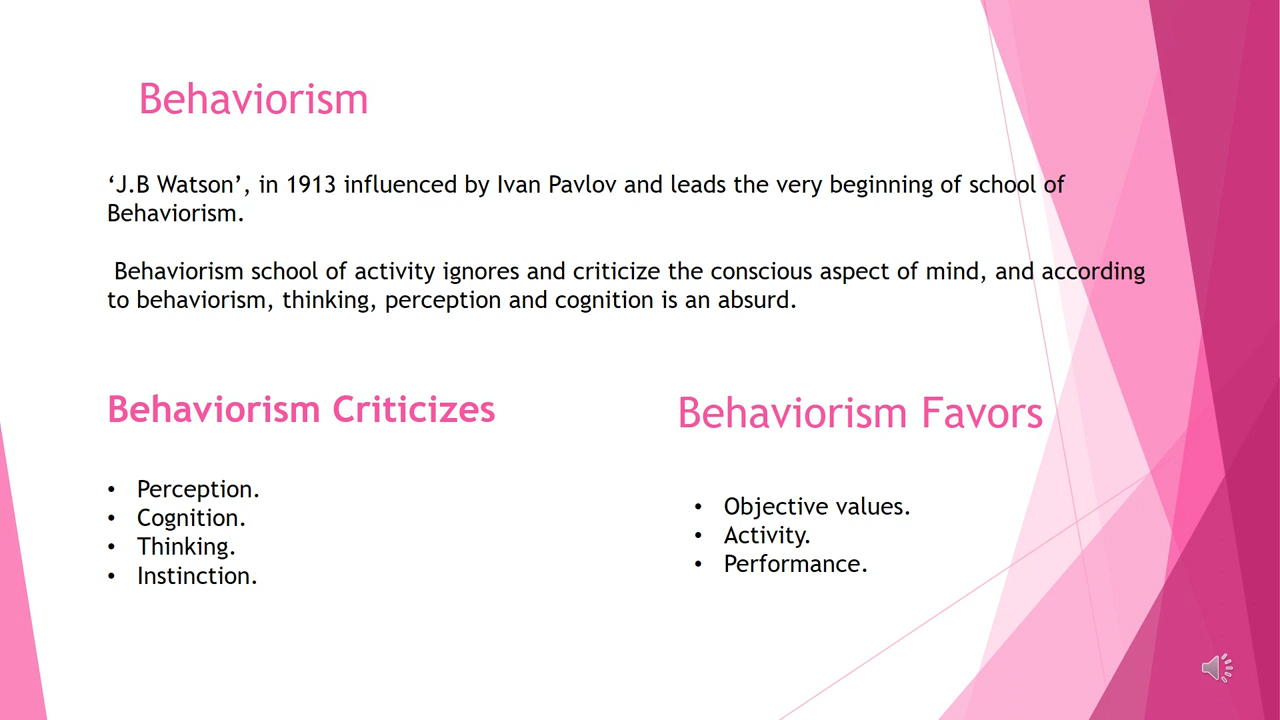 Behaviorism
‘J.B Watson’, in 1913 influenced by Ivan Pavlov and leads the very beginning of school of
Behaviorism.
Behaviorism school of activity ignores and criticize the conscious aspect of mind, and according
to behaviorism, thinking, perception and cognition is an absurd.
Behaviorism Criticizes
• Perception.
• Cognition.
• Thinking.
• Instinction.
Behaviorism Favors
• Objective values.
• Activity.
• Performance.